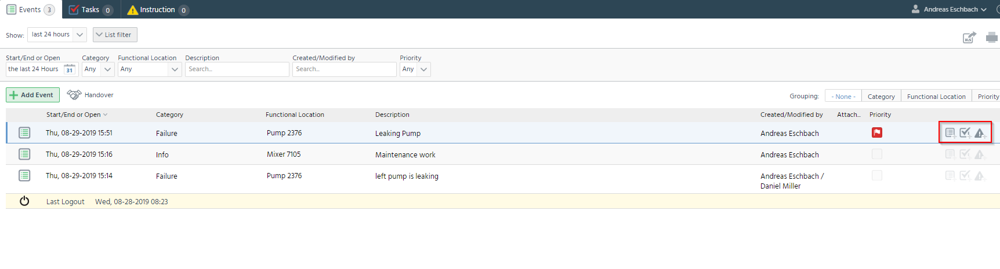 Events 3 Tasks 0 Instruction 0 Andreas Eschbach
Show: last 24 hours List filter
XLS
Start/End or Open Category Functional Location Description Created/Modified by Priority
the last 24 Hours 31 Any Any Search... Search... Any
Add Event Handover Grouping: - None - Category Functional Location Priority
Start/End or Open Category Functional Location Description Created/Modified by Attach... Priority
Thu, 08-29-2019 15:51 Failure Pump 2376 Leaking Pump Andreas Eschbach
Thu, 08-29-2019 15:16 Info Mixer 7105 Maintenance work Andreas Eschbach
Thu, 08-29-2019 15:14 Failure Pump 2376 left pump is leaking Andreas Eschbach /
Daniel Miller
Last Logout Wed, 08-28-2019 08:23